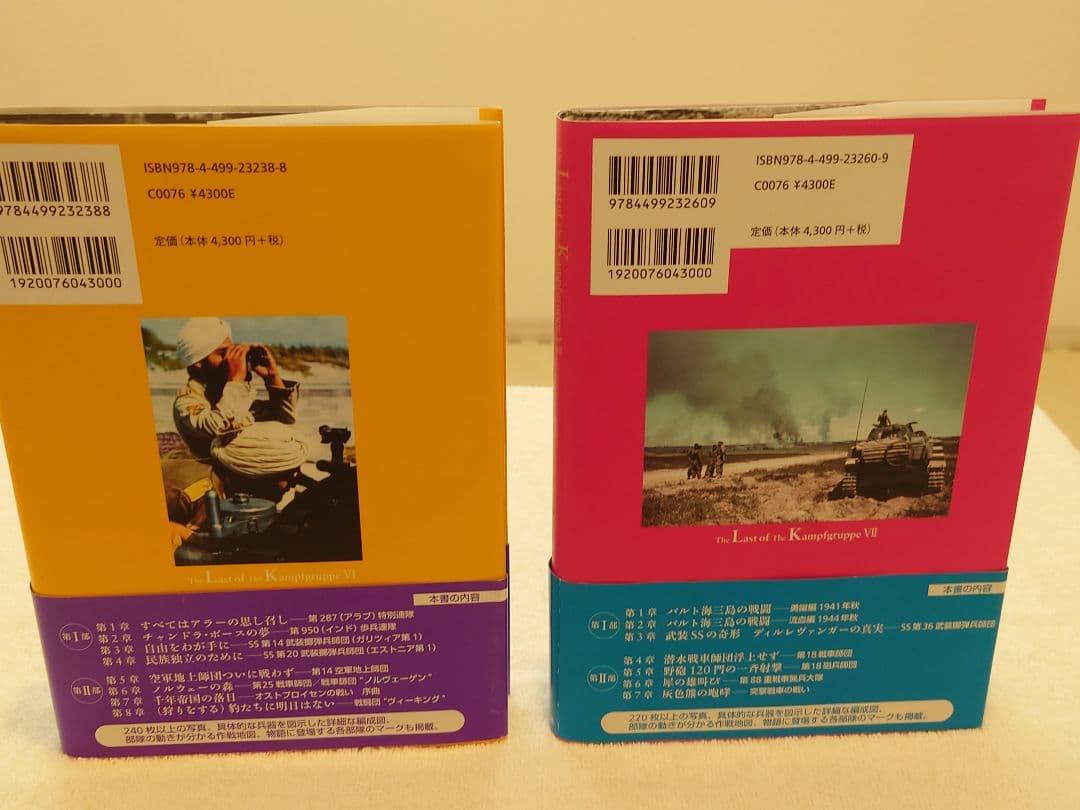 ISBN978-4-499-23238-8
C0076 ¥4300E
9784499232388
定価(本体4,300円+税)
1920076043000
The Last of The Kampfgruppe VI
本書の内容
第Ⅰ部
第1章 すべてはアラーの思し召し—第287(アラブ)特別連隊
第2章 チャンドラ・ボースの夢—第950(インド)歩兵連隊
第3章 自由をわが手に—SS第14武装擲弾兵師団(ガリツィア第1)
第4章 民族独立のために—SS第20武装擲弾兵師団(エストニア第1)
第Ⅱ部
第5章 空軍地上師団ついに戦わず—第14空軍地上師団
第6章 ノルウェーの森—第25戦車師団/戦車師団"ノルヴェーゲン"
第7章 千年帝国の落日—オストプロイセンの戦い 序曲
第8章 (狩りをする)豹たちに明日はない—戦闘団"ヴィーキング"
240枚以上の写真、具体的な兵器を図示した詳細な編成図、
部隊の動きが分かる作戦地図、物語に登場する各部隊のマークも掲載。
Last of The Kampfgruppe VII
ISBN978-4-499-23260-9
C0076 ¥4300E
9784499232609
定価(本体4,300円+税)
1920076043000
The Last of The Kampfgruppe VII
本書の内容
第Ⅰ部
第1章 バルト海三島の戦闘—勇躍編 1941年秋
第2章 バルト海三島の戦闘—流血編 1944年秋
第3章 武装SSの奇形 ディルレヴァンガーの真実—SS第36武装擲弾兵師団
第Ⅱ部
第4章 潜水戦車師団浮上せず—第18戦車師団
第5章 野砲120門の一斉射撃—第18砲兵師団
第6章 犀の雄叫び—第88重戦車猟兵大隊
第7章 灰色熊の咆哮—突撃戦車の戦い
220枚以上の写真、具体的な兵器を図示した詳細な編成図、
部隊の動きが分かる作戦地図、物語に登場する各部隊のマークも掲載。